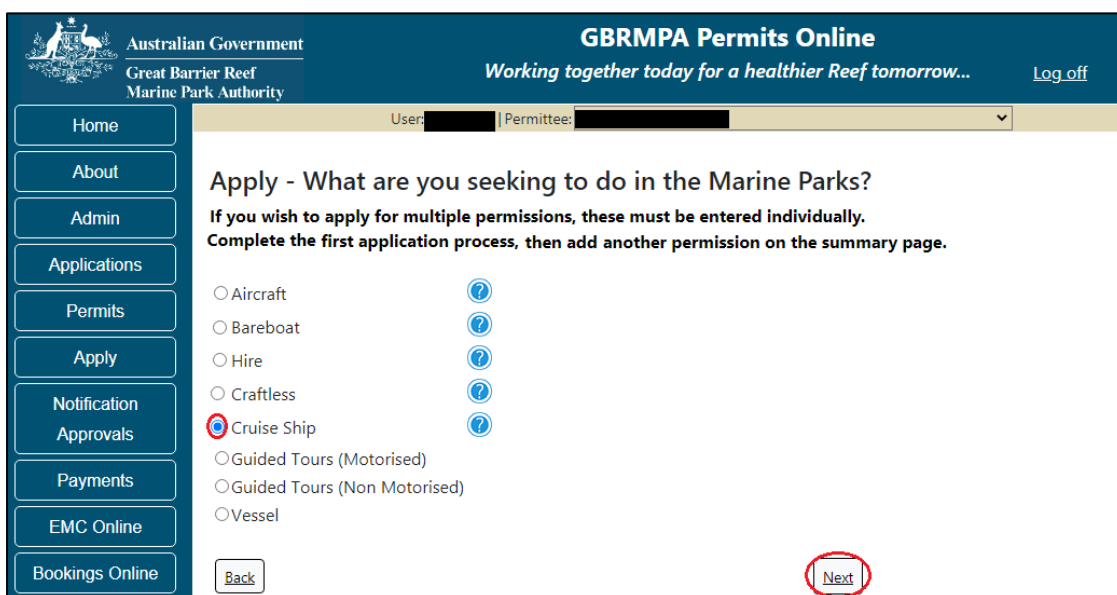 Australian Government
Great Barrier Reef
Marine Park Authority
GBRMPA Permits Online
Working together today for a healthier Reef tomorrow...
Log off
User: | Permittee:
Home
About
Admin
Applications
Permits
Apply
Notification
Approvals
Payments
EMC Online
Bookings Online
Apply - What are you seeking to do in the Marine Parks?
If you wish to apply for multiple permissions, these must be entered individually.
Complete the first application process, then add another permission on the summary page.
Aircraft ?
Bareboat ?
Hire ?
Craftless ?
Cruise Ship ?
Guided Tours (Motorised)
Guided Tours (Non Motorised)
Vessel
Back
Next